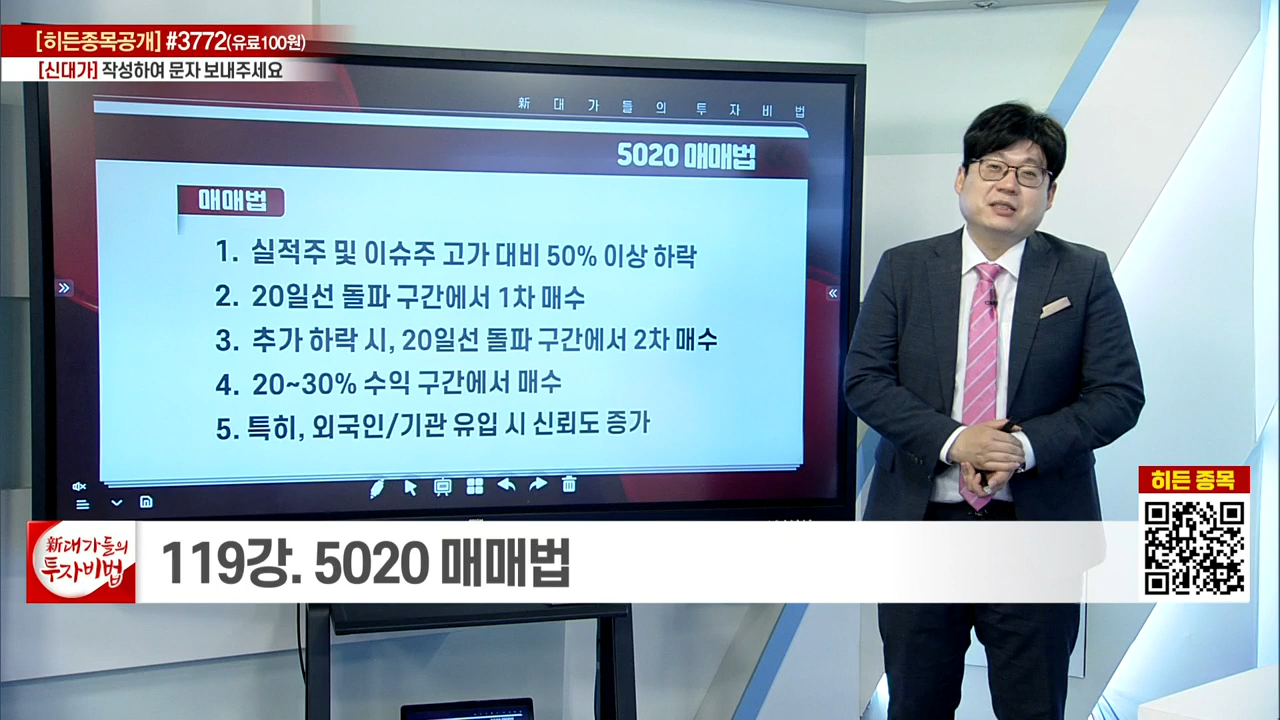 [히든종목공개] #3772(유료100원)
[신대가] 작성하여 문자 보내주세요
新 대 가 들 의 투 자 비 법
5020 매매법
매매법
1. 실적주 및 이슈주 고가 대비 50% 이상 하락
2. 20일선 돌파 구간에서 1차 매수
3. 추가 하락 시, 20일선 돌파 구간에서 2차 매수
4. 20~30% 수익 구간에서 매수
5. 특히, 외국인/기관 유입 시 신뢰도 증가
히든 종목
新대가들의
투자비법
119강. 5020 매매법